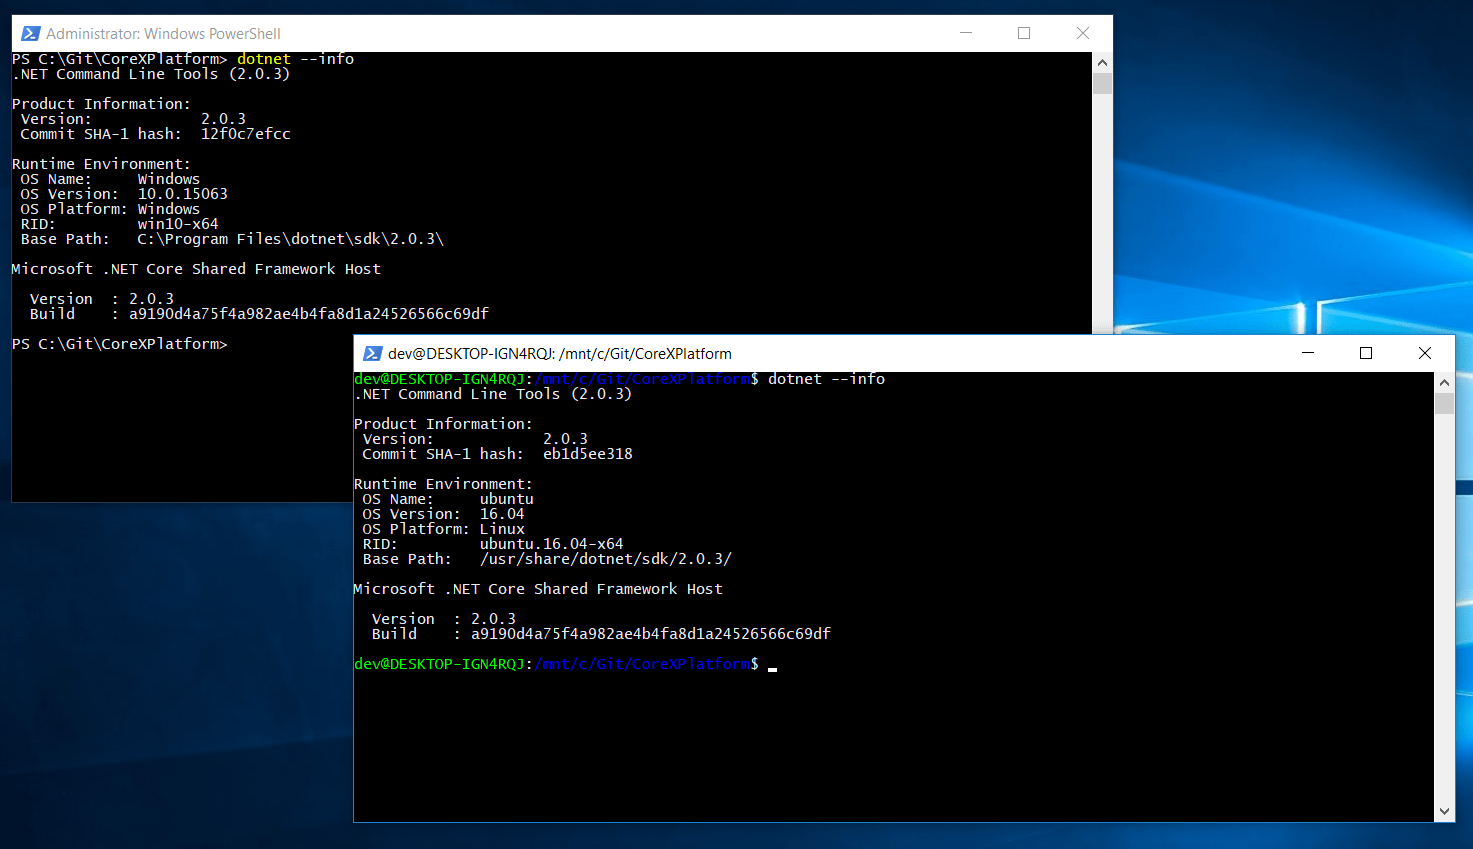 Administrator: Windows PowerShell
PS C:\Git\CoreXPlatform> dotnet --info
.NET Command Line Tools (2.0.3)
Product Information:
Version: 2.0.3
Commit SHA-1 hash: 12f0c7efcc
Runtime Environment:
OS Name: Windows
OS Version: 10.0.15063
OS Platform: Windows
RID: win10-x64
Base Path: C:\Program Files\dotnet\sdk\2.0.3\
Microsoft .NET Core Shared Framework Host
Version : 2.0.3
Build : a9190d4a75f4a982ae4b4fa8d1a24526566c69df
PS C:\Git\CoreXPlatform>
dev@DESKTOP-IGN4RQJ: /mnt/c/Git/CoreXPlatform
dev@DESKTOP-IGN4RQJ:/mnt/c/Git/CoreXPlatform$ dotnet --info
.NET Command Line Tools (2.0.3)
Product Information:
Version: 2.0.3
Commit SHA-1 hash: eb1d5ee318
Runtime Environment:
OS Name: ubuntu
OS Version: 16.04
OS Platform: Linux
RID: ubuntu.16.04-x64
Base Path: /usr/share/dotnet/sdk/2.0.3/
Microsoft .NET Core Shared Framework Host
Version : 2.0.3
Build : a9190d4a75f4a982ae4b4fa8d1a24526566c69df
dev@DESKTOP-IGN4RQJ:/mnt/c/Git/CoreXPlatform$